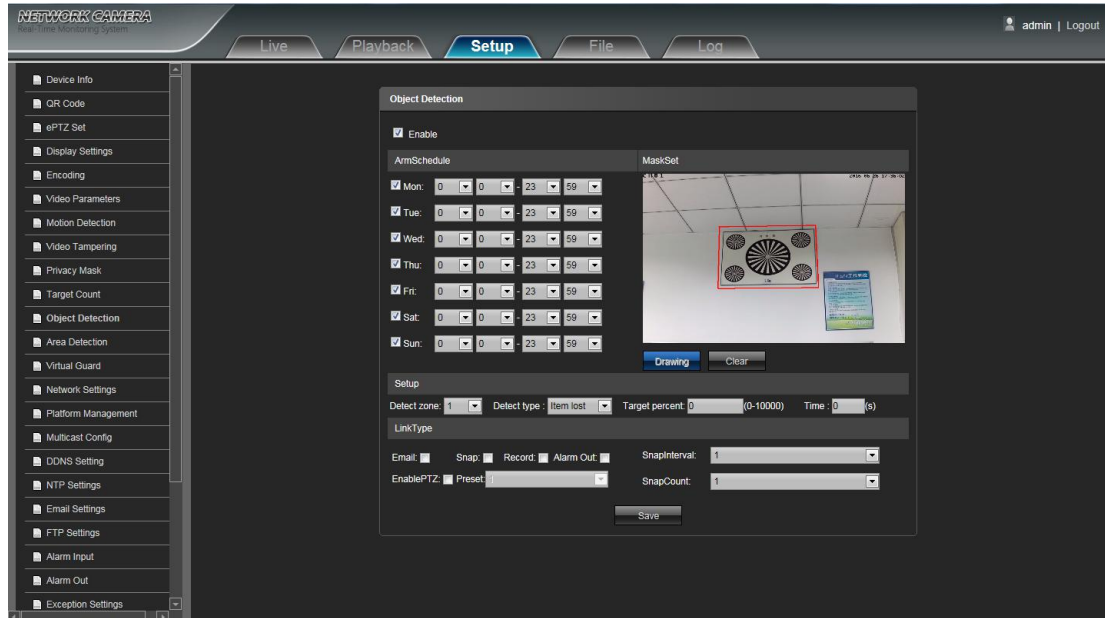 NETWORK CAMERA
Real-Time Monitoring System
Live Playback Setup File Log
admin | Logout
Device Info
QR Code
ePTZ Set
Display Settings
Encoding
Video Parameters
Motion Detection
Video Tampering
Privacy Mask
Target Count
Object Detection
Area Detection
Virtual Guard
Network Settings
Platform Management
Multicast Config
DDNS Setting
NTP Settings
Email Settings
FTP Settings
Alarm Input
Alarm Out
Exception Settings
Object Detection
Enable
ArmSchedule MaskSet
Mon: 0 0 - 23 59
Tue: 0 0 - 23 59
Wed: 0 0 - 23 59
Thu: 0 0 - 23 59
Fri: 0 0 - 23 59
Sat: 0 0 - 23 59
Sun: 0 0 - 23 59
Drawing Clear
Setup
Detect zone: 1 Detect type : Item lost Target percent: 0 (0-10000) Time : 0 (s)
LinkType
Email: Snap: Record: Alarm Out: SnapInterval: 1
EnablePTZ: Preset: 1 SnapCount: 1
Save